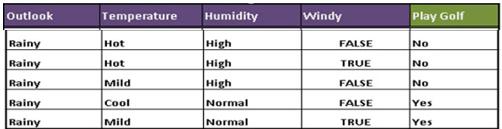 Outlook Temperature Humidity Windy Play Golf
Rainy Hot High FALSE No
Rainy Hot High TRUE No
Rainy Mild High FALSE No
Rainy Cool Normal FALSE Yes
Rainy Mild Normal TRUE Yes